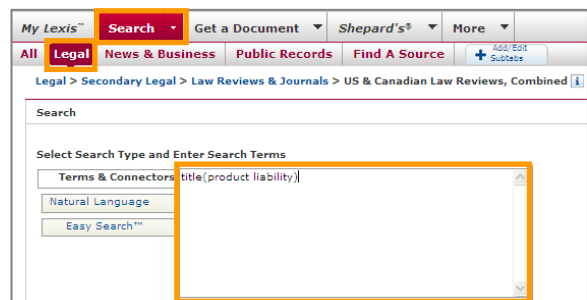 My Lexis™ Search Get a Document Shepard's® More
All Legal News & Business Public Records Find A Source Add/Edit Subtabs
Legal > Secondary Legal > Law Reviews & Journals > US & Canadian Law Reviews, Combined i
Search
Select Search Type and Enter Search Terms
Terms & Connectors title(product liability)
Natural Language
Easy Search™